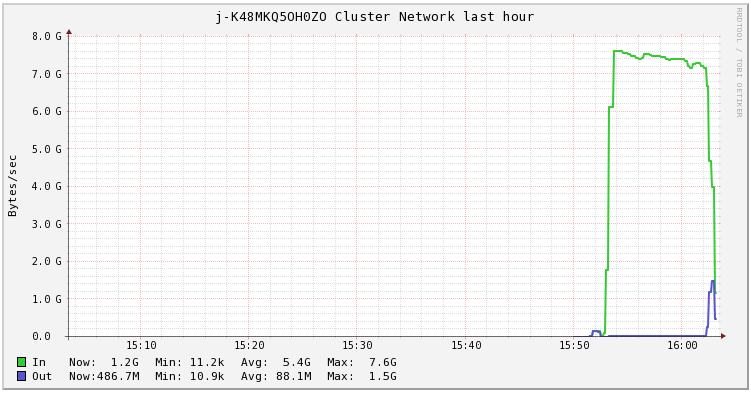 j-K48MKQ5OH0ZO Cluster Network last hour
RRDTOOL / TOBI OETIKER
Bytes/sec
8.0 G
7.0 G
6.0 G
5.0 G
4.0 G
3.0 G
2.0 G
1.0 G
0.0
15:10 15:20 15:30 15:40 15:50 16:00
In Now: 1.2G Min: 11.2k Avg: 5.4G Max: 7.6G
Out Now:486.7M Min: 10.9k Avg: 88.1M Max: 1.5G